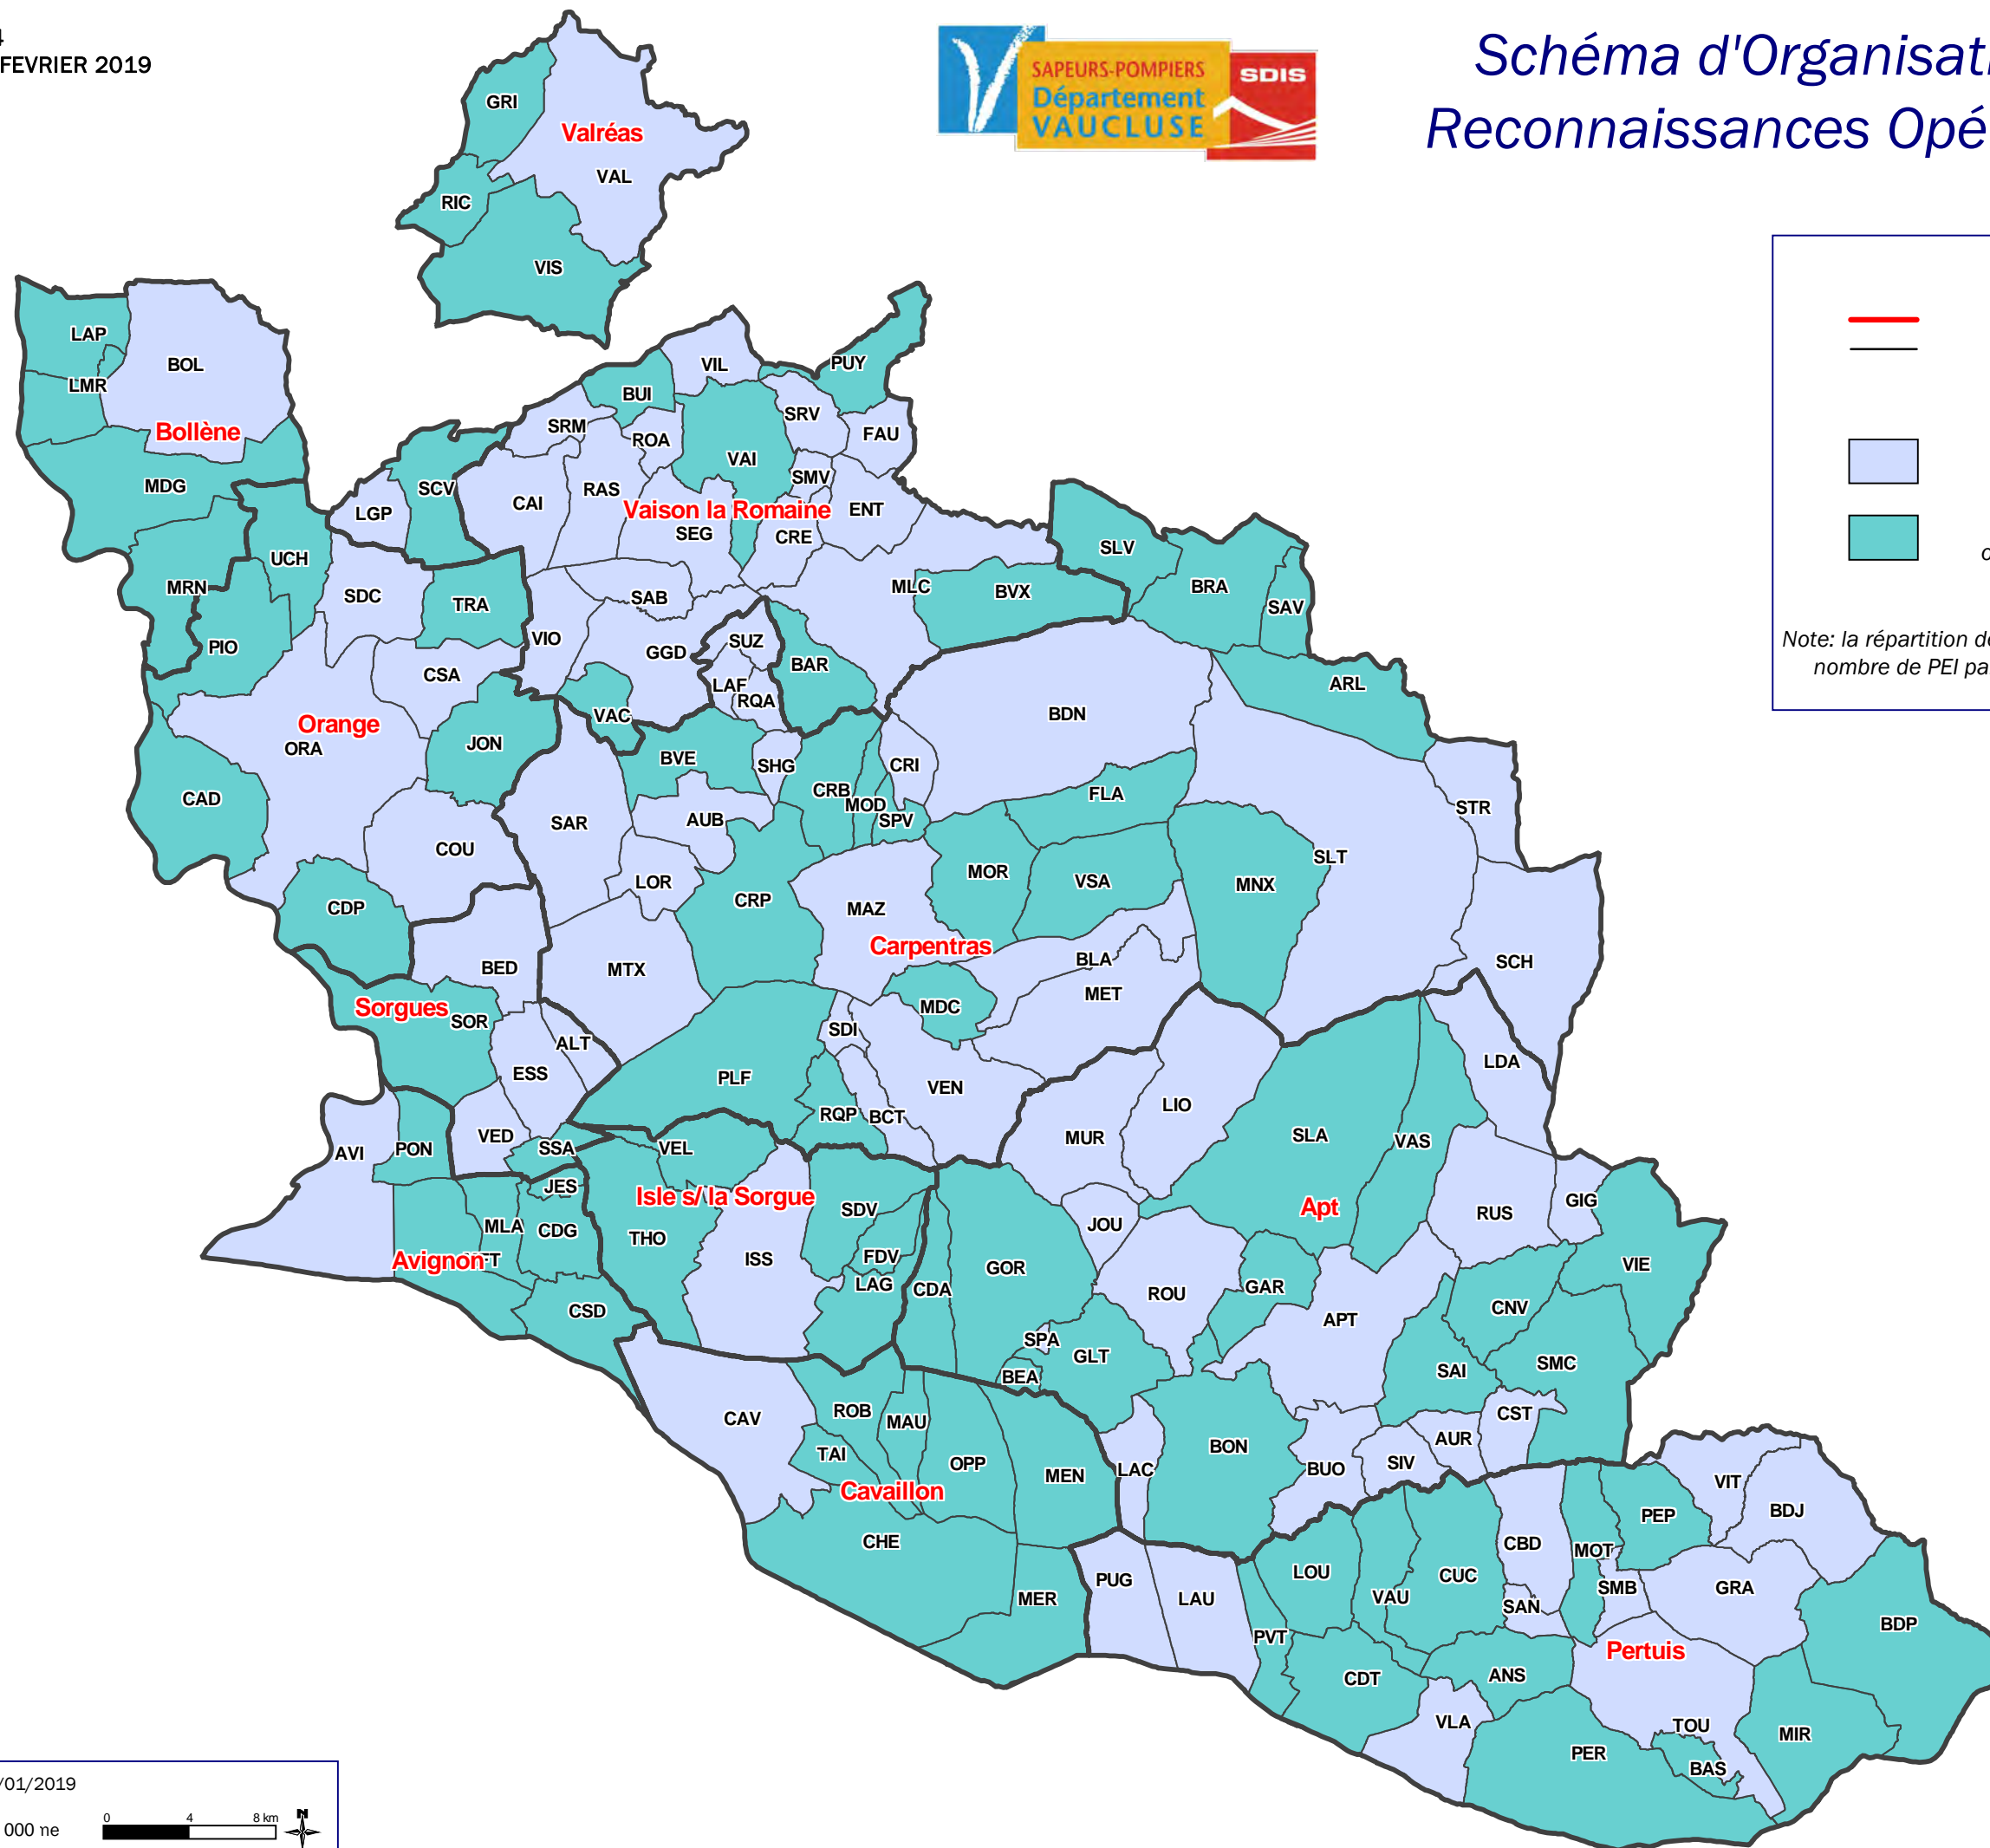 4
FEVRIER 2019
SAPEURS-POMPIERS
Département
VAUCLUSE
SDIS
Schéma d'Organisati
Reconnaissances Opé
GRI
Valréas
VAL
RIC
VIS
LAP
BOL
LMR
Bollène
MDG
MRN
UCH
PIO
VIL
PUY
BUI
SRV
SRM
ROA
FAU
VAI
SMV
SCV
RAS
CAI
LGP
Vaison la Romaine
ENT
SEG
CRE
SLV
MLC
BVX
BRA
SAV
SDC
TRA
SAB
VIO
SUZ
GGD
BAR
CSA
LAF
RQA
ARL
VAC
BDN
Orange
ORA
JON
BVE
SHG
CRI
CAD
CRB
MOD
SPV
FLA
STR
SAR
AUB
COU
SLT
MOR
VSA
MNX
LOR
CRP
CDP
MAZ
Carpentras
BLA
SCH
BED
MTX
MET
MDC
Sorgues
SOR
SDI
ALT
ESS
PLF
VEN
LDA
LIO
RQP
BCT
VED
SSA
VEL
MUR
SLA
VAS
AVI
PON
JES
Isle s/ la Sorgue
Apt
GIG
MLA
CDG
THO
SDV
JOU
RUS
Avignon
FT
ISS
FDV
LAG
GOR
CDA
VIE
ROU
GAR
CSD
APT
CNV
SPA
GLT
BEA
SAI
SMC
CAV
ROB
MAU
CST
TAI
AUR
BON
OPP
MEN
LAC
BUO
SIV
Cavaillon
VIT
BDJ
PEP
CHE
CBD
MOT
PUG
LOU
CUC
SMB
GRA
MER
LAU
VAU
SAN
BDP
PVT
Pertuis
CDT
ANS
VLA
TOU
MIR
PER
BAS
o
Note: la répartition de
nombre de PEI pa
/01/2019
000 ne
0 4 8 km
N